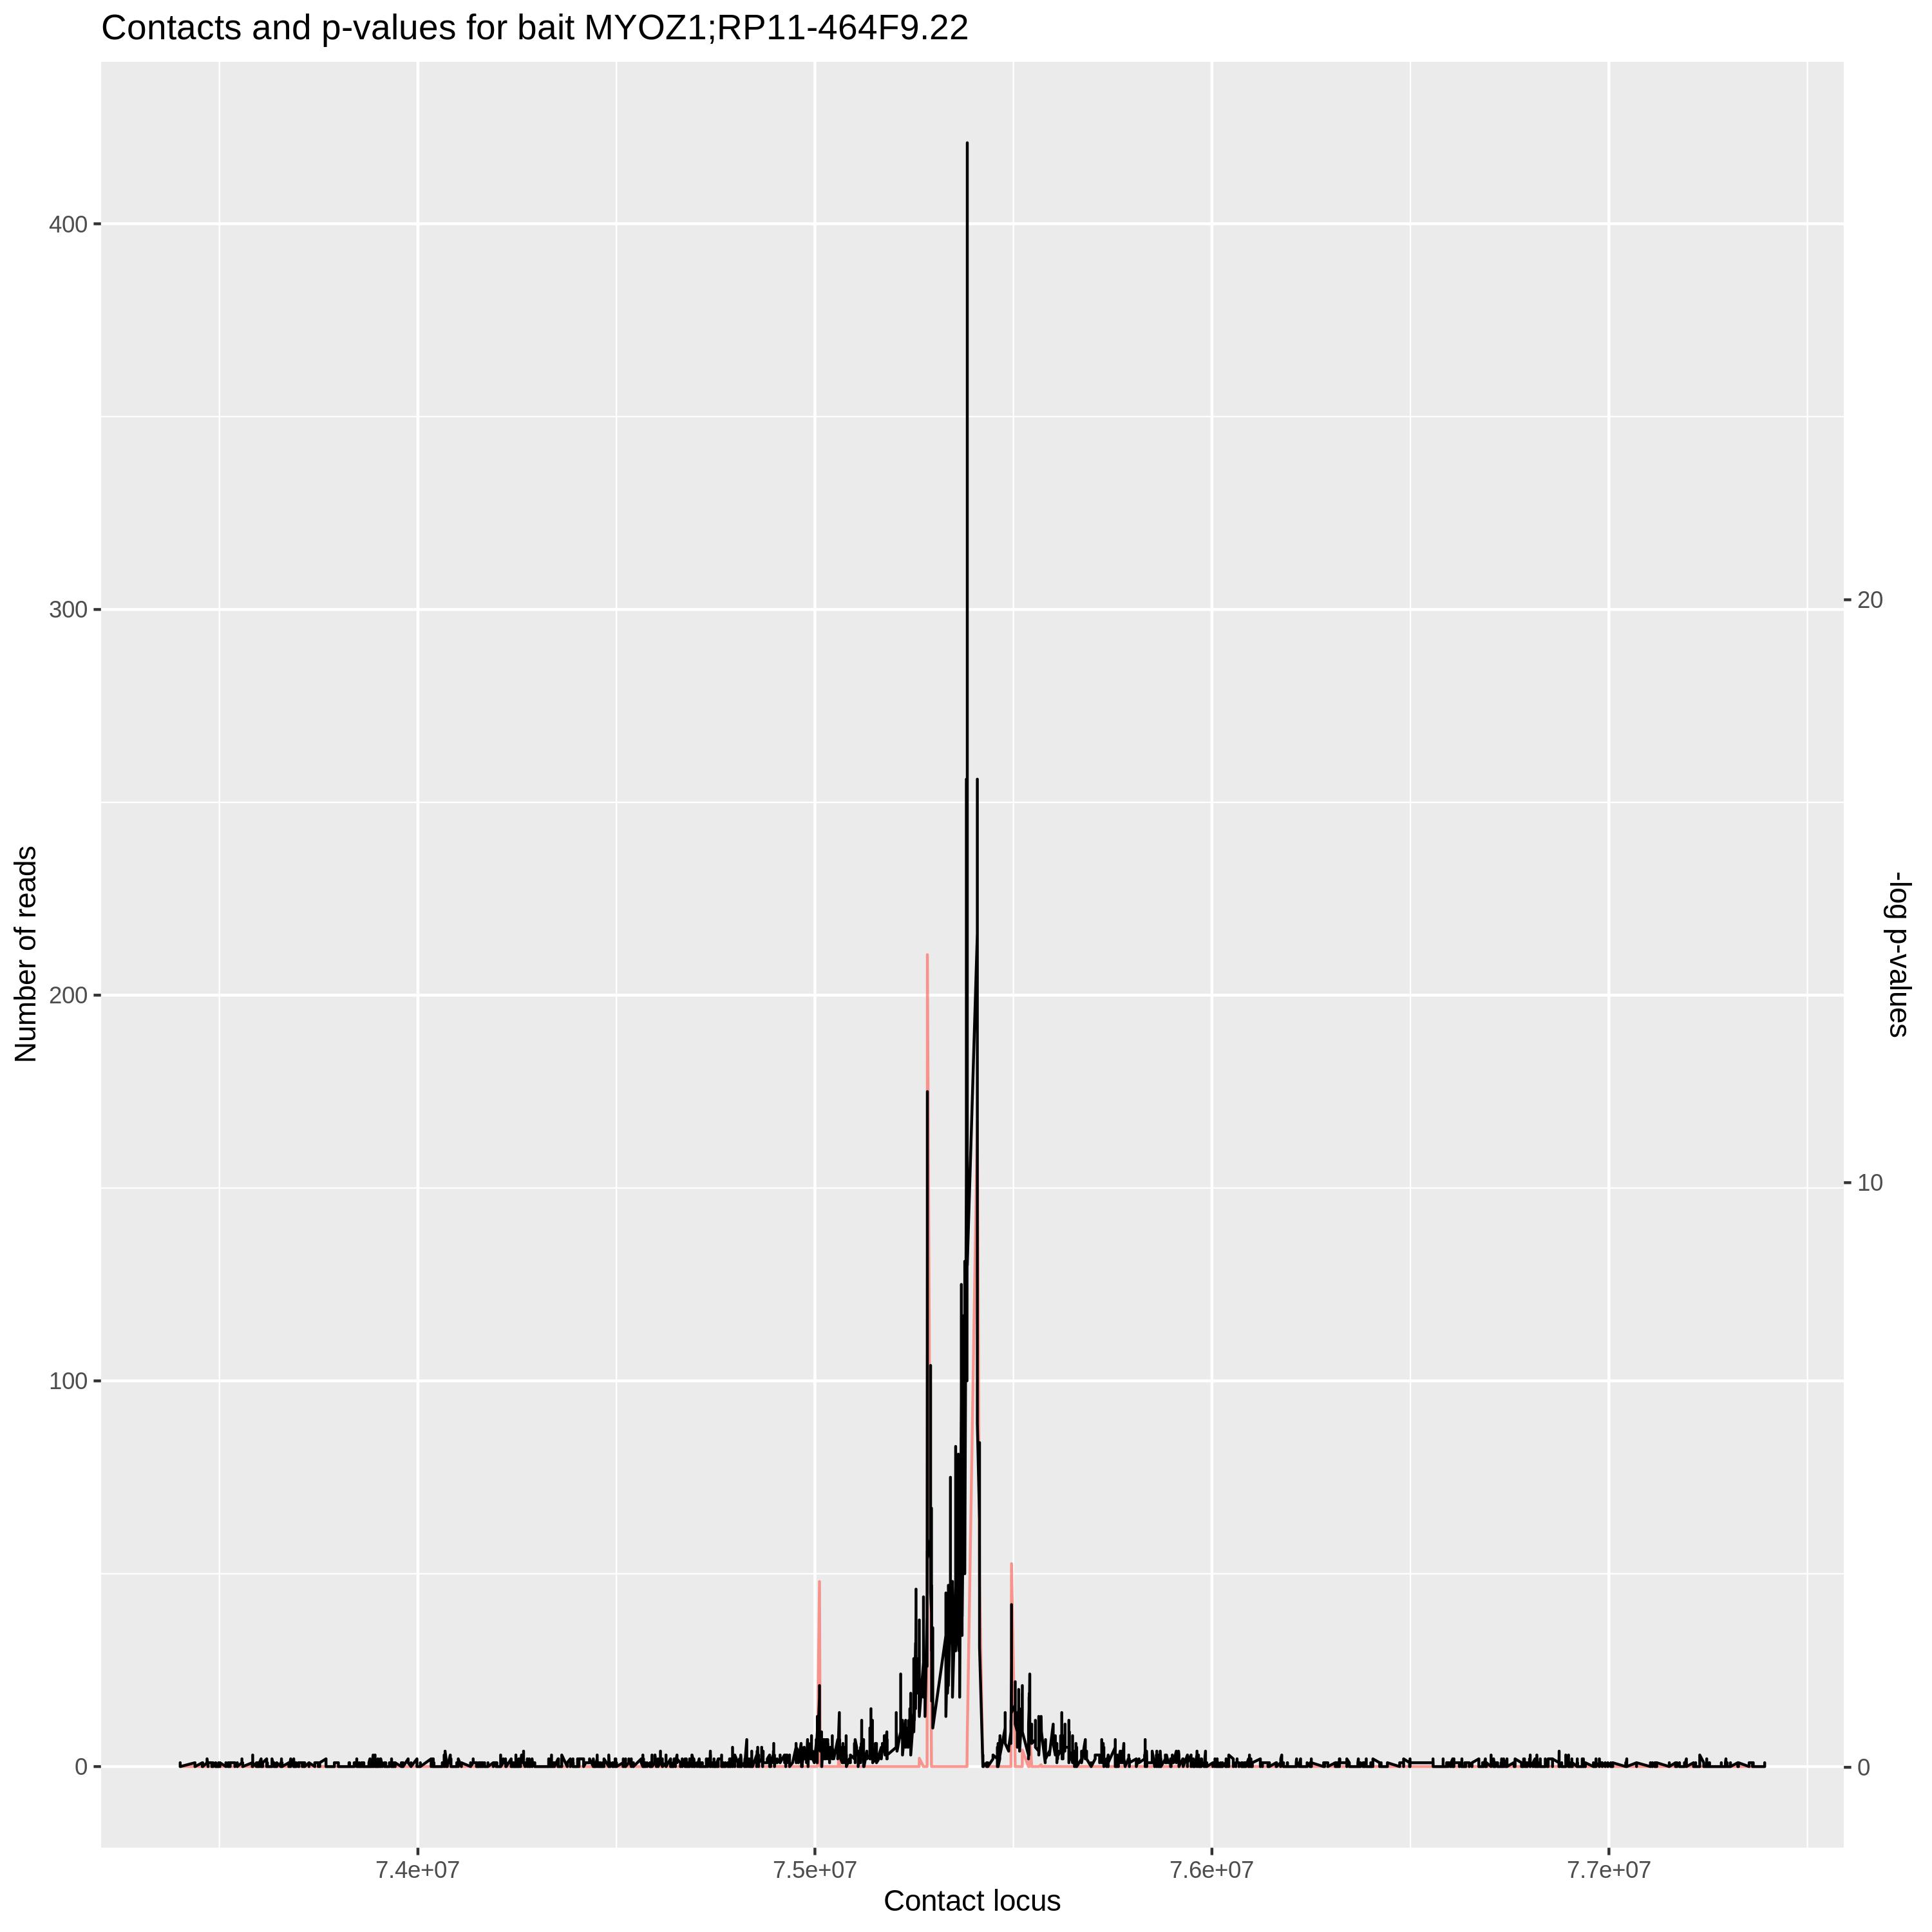 Contacts and p-values for bait MYOZ1;RP11-464F9.22
Number of reads
400
300
200
100
0
20
10
0
-log p-values
7.4e+07 7.5e+07 7.6e+07 7.7e+07
Contact locus